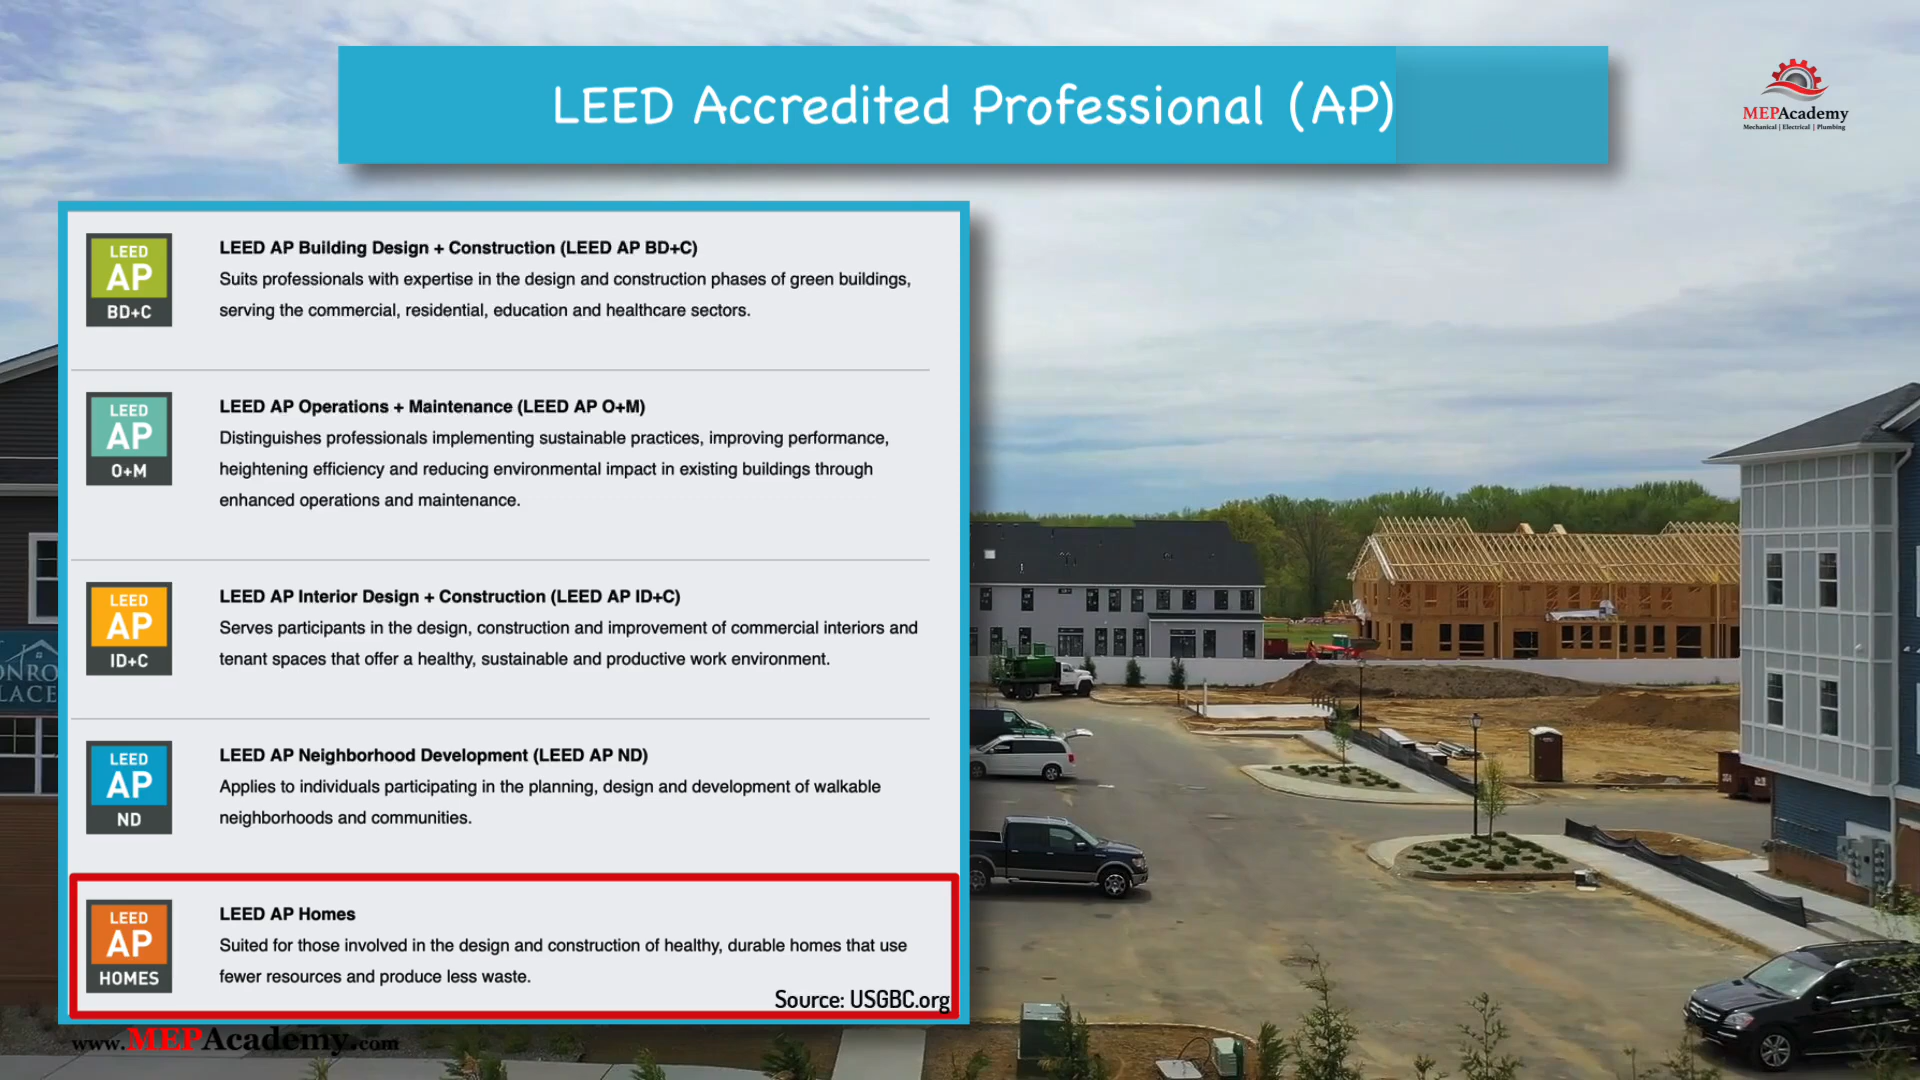 LEED Accredited Professional (AP)
MEPAcademy
Mechanical | Electrical | Plumbing
LEED
AP
BD+C
LEED AP Building Design + Construction (LEED AP BD+C)
Suits professionals with expertise in the design and construction phases of green buildings,
serving the commercial, residential, education and healthcare sectors.
LEED
AP
O+M
LEED AP Operations + Maintenance (LEED AP O+M)
Distinguishes professionals implementing sustainable practices, improving performance,
heightening efficiency and reducing environmental impact in existing buildings through
enhanced operations and maintenance.
LEED
AP
ID+C
LEED AP Interior Design + Construction (LEED AP ID+C)
Serves participants in the design, construction and improvement of commercial interiors and
tenant spaces that offer a healthy, sustainable and productive work environment.
LEED
AP
ND
LEED AP Neighborhood Development (LEED AP ND)
Applies to individuals participating in the planning, design and development of walkable
neighborhoods and communities.
LEED
AP
HOMES
LEED AP Homes
Suited for those involved in the design and construction of healthy, durable homes that use
fewer resources and produce less waste.
Source: USGBC.org
www.MEPAcademy.com